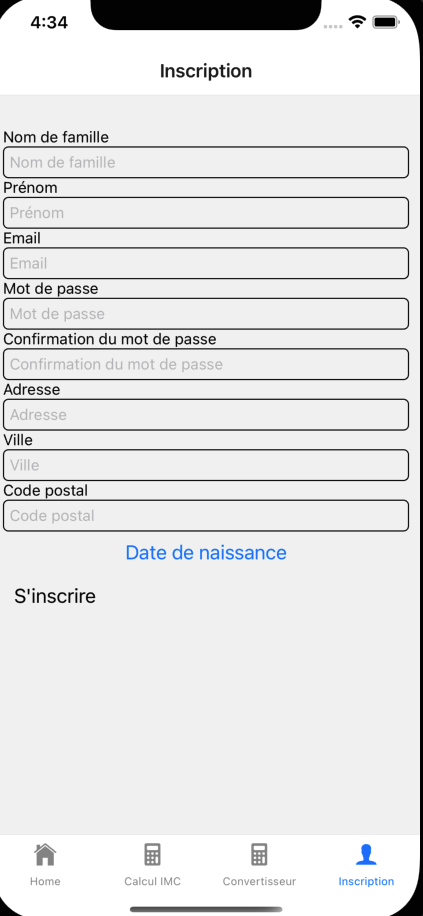 4:34
Inscription
Nom de famille
Nom de famille
Prénom
Prénom
Email
Email
Mot de passe
Mot de passe
Confirmation du mot de passe
Confirmation du mot de passe
Adresse
Adresse
Ville
Ville
Code postal
Code postal
Date de naissance
S'inscrire
Home Calcul IMC Convertisseur Inscription